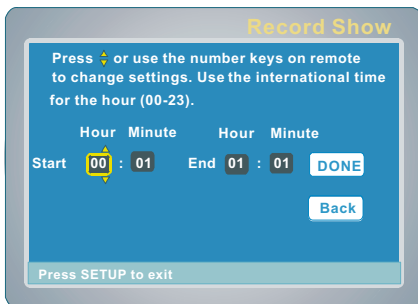 Record Show
Press or use the number keys on remote
to change settings. Use the international time
for the hour (00-23).
Hour Minute Hour Minute
Start 00 : 01 End 01 : 01 DONE
Back
Press SETUP to exit